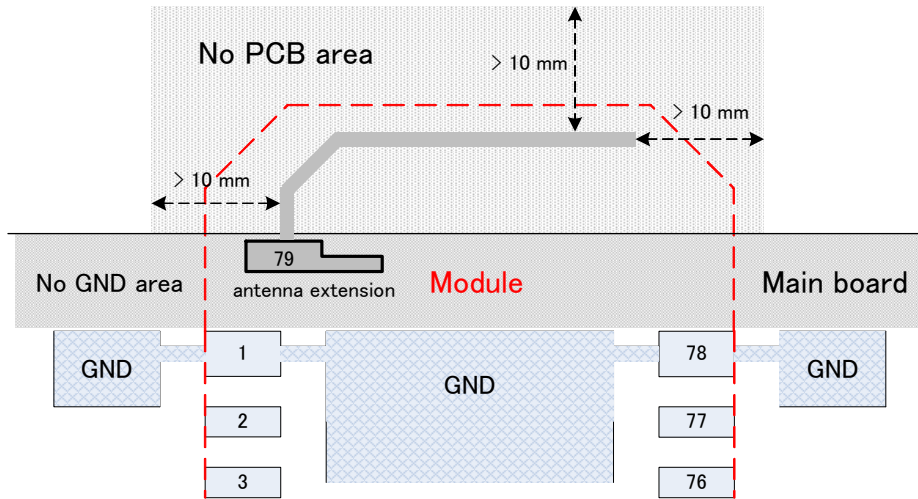 No PCB area
> 10 mm
> 10 mm
> 10 mm
79
No GND area
antenna extension
Module
Main board
GND
1
GND
78
GND
2
77
3
76